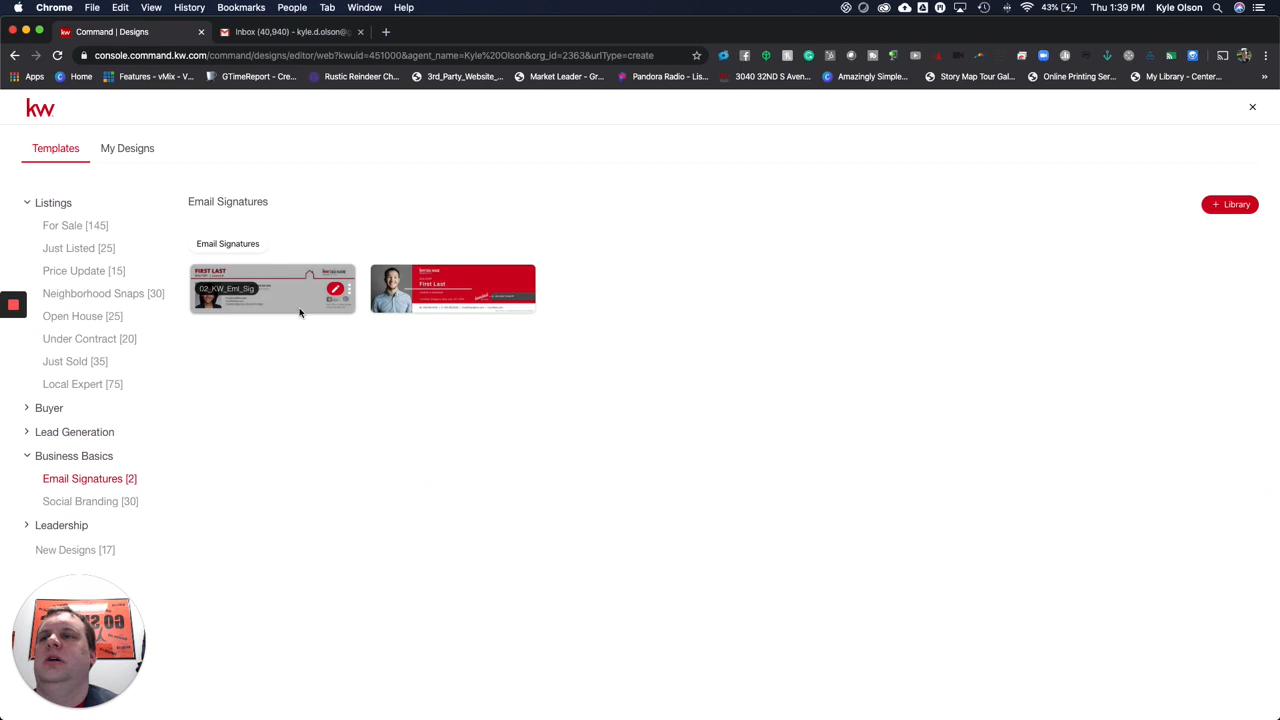 Chrome File Edit View History Bookmarks People Tab Window Help
Thu 1:39 PM Kyle Olson
Command | Designs
Inbox (40,940) - kyle.d.olson@g
console.command.kw.com/command/designs/editor/web?kwuid=451000&agent_name=Kyle%20Olson&org_id=2363&urlType=create
Apps
Home
Features - vMix - V...
GTimeReport - Cre...
Rustic Reindeer Ch...
3rd_Party_Website_...
Market Leader - Gr...
Pandora Radio - Lis...
3040 32ND S Aven...
Amazingly Simple...
Story Map Tour Gal...
Online Printing Ser...
My Library - Center...
kw
Templates
My Designs
Listings
For Sale [145]
Just Listed [25]
Price Update [15]
Neighborhood Snaps [30]
Open House [25]
Under Contract [20]
Just Sold [35]
Local Expert [75]
Buyer
Lead Generation
Business Basics
Email Signatures [2]
Social Branding [30]
Leadership
New Designs [17]
Email Signatures
+ Library
Email Signatures
FIRST LAST
02_KW_Eml_Sig
First Last